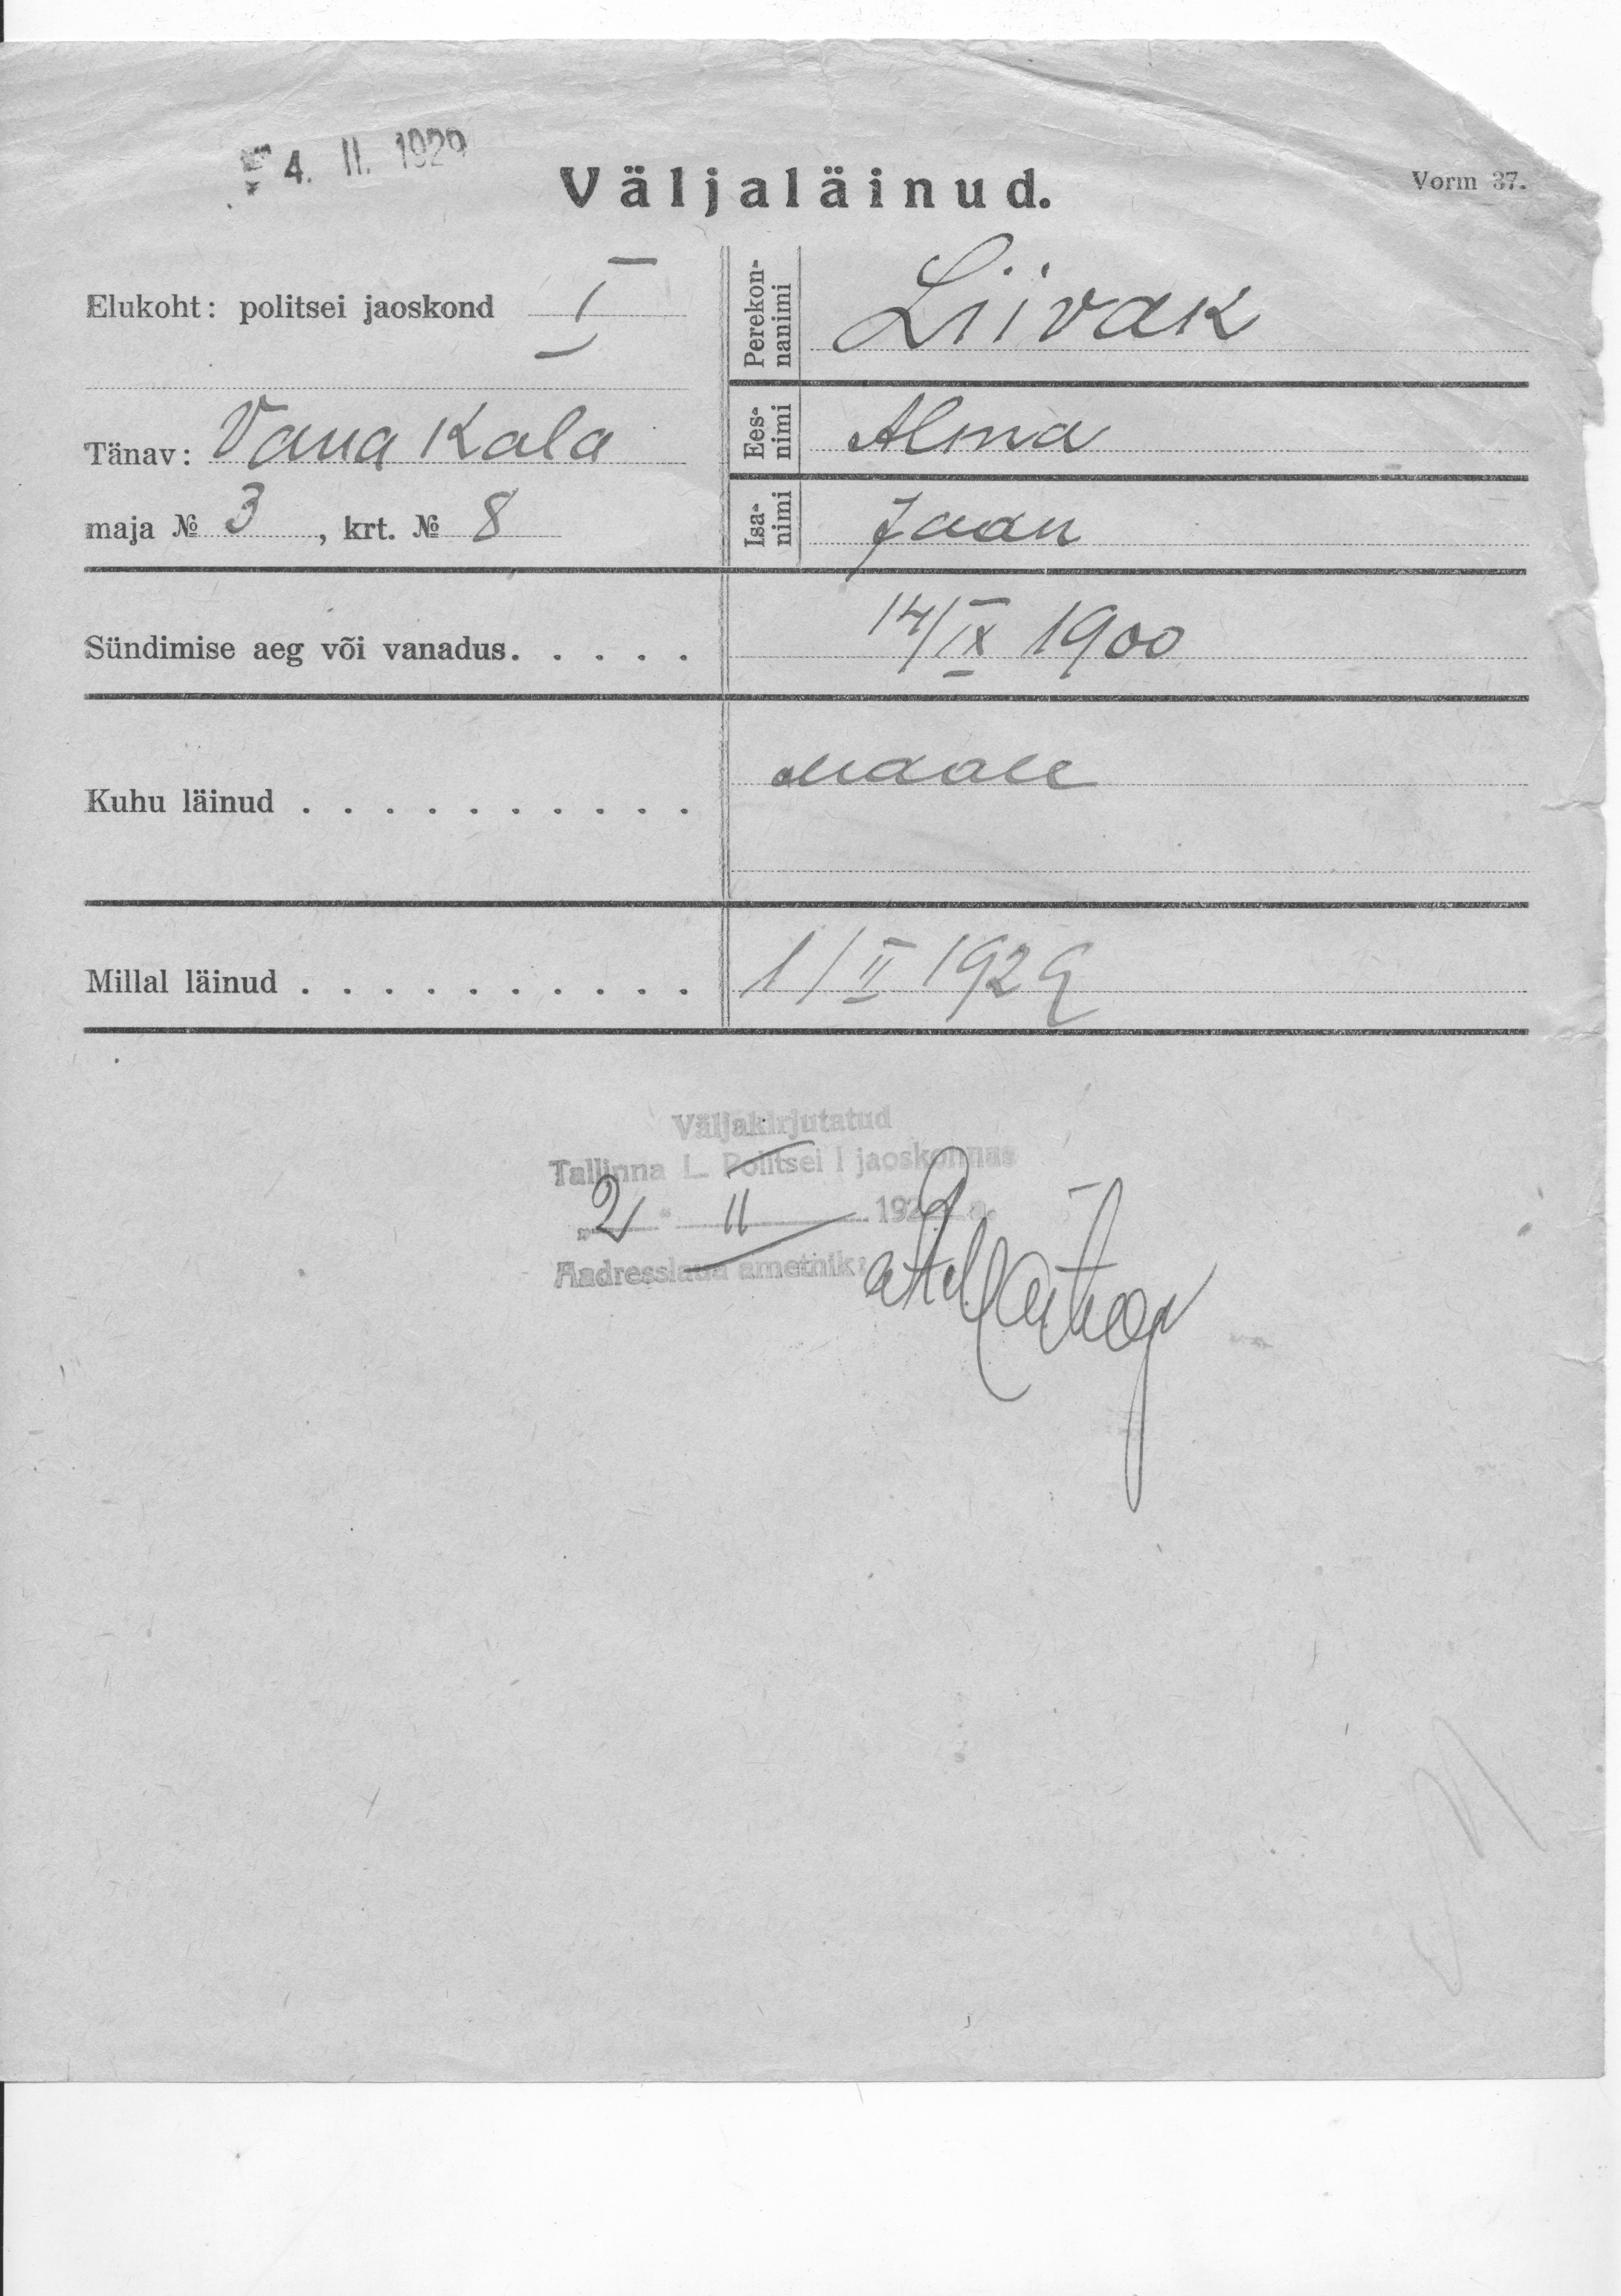 4. II. 1929
Väljaläinud.
Vorm 37.
Elukoht: politsei jaoskond I
Tänav: Vana Kala
maja № 3, krt. № 8
Perekon-
nanimi
Liivak
Ees-
nimi
Alma
Isa-
nimi
Jaan
Sündimise aeg või vanadus. . . . . 14/IX 1900
Kuhu läinud . . . . . . . . . . Maale
Millal läinud . . . . . . . . . . 1/II 1929
Väljakirjutatud
Tallinna L. Politsei I jaoskonnas
„2“ II 1929 a.
Aadresslaua ametnik: